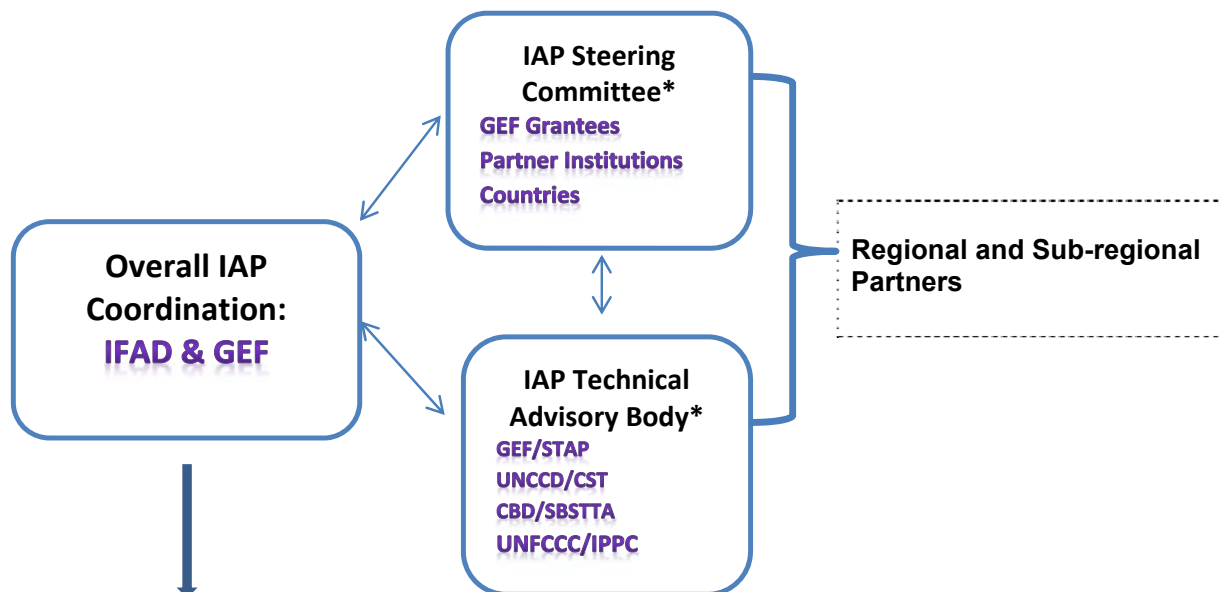 IAP Steering
Committee*
GEF Grantees
Partner Institutions
Countries
Overall IAP
Coordination:
IFAD & GEF
Regional and Sub-regional
Partners
IAP Technical
Advisory Body*
GEF/STAP
UNCCD/CST
CBD/SBSTTA
UNFCCC/IPPC